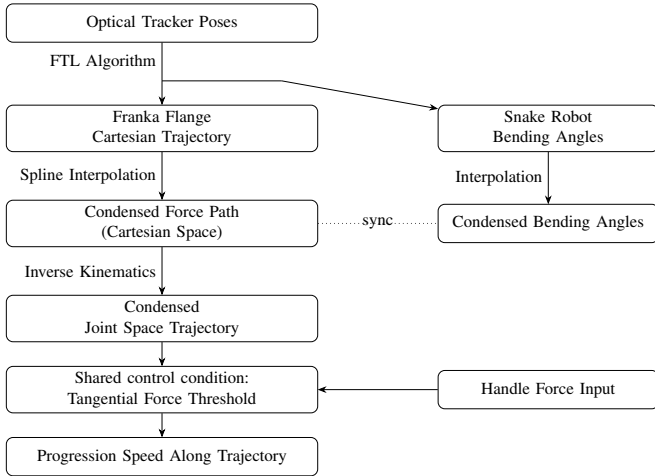 Optical Tracker Poses
FTL Algorithm
Franka Flange
Cartesian Trajectory
Snake Robot
Bending Angles
Spline Interpolation
Interpolation
Condensed Force Path
(Cartesian Space)
sync
Condensed Bending Angles
Inverse Kinematics
Condensed
Joint Space Trajectory
Shared control condition:
Tangential Force Threshold
Handle Force Input
Progression Speed Along Trajectory